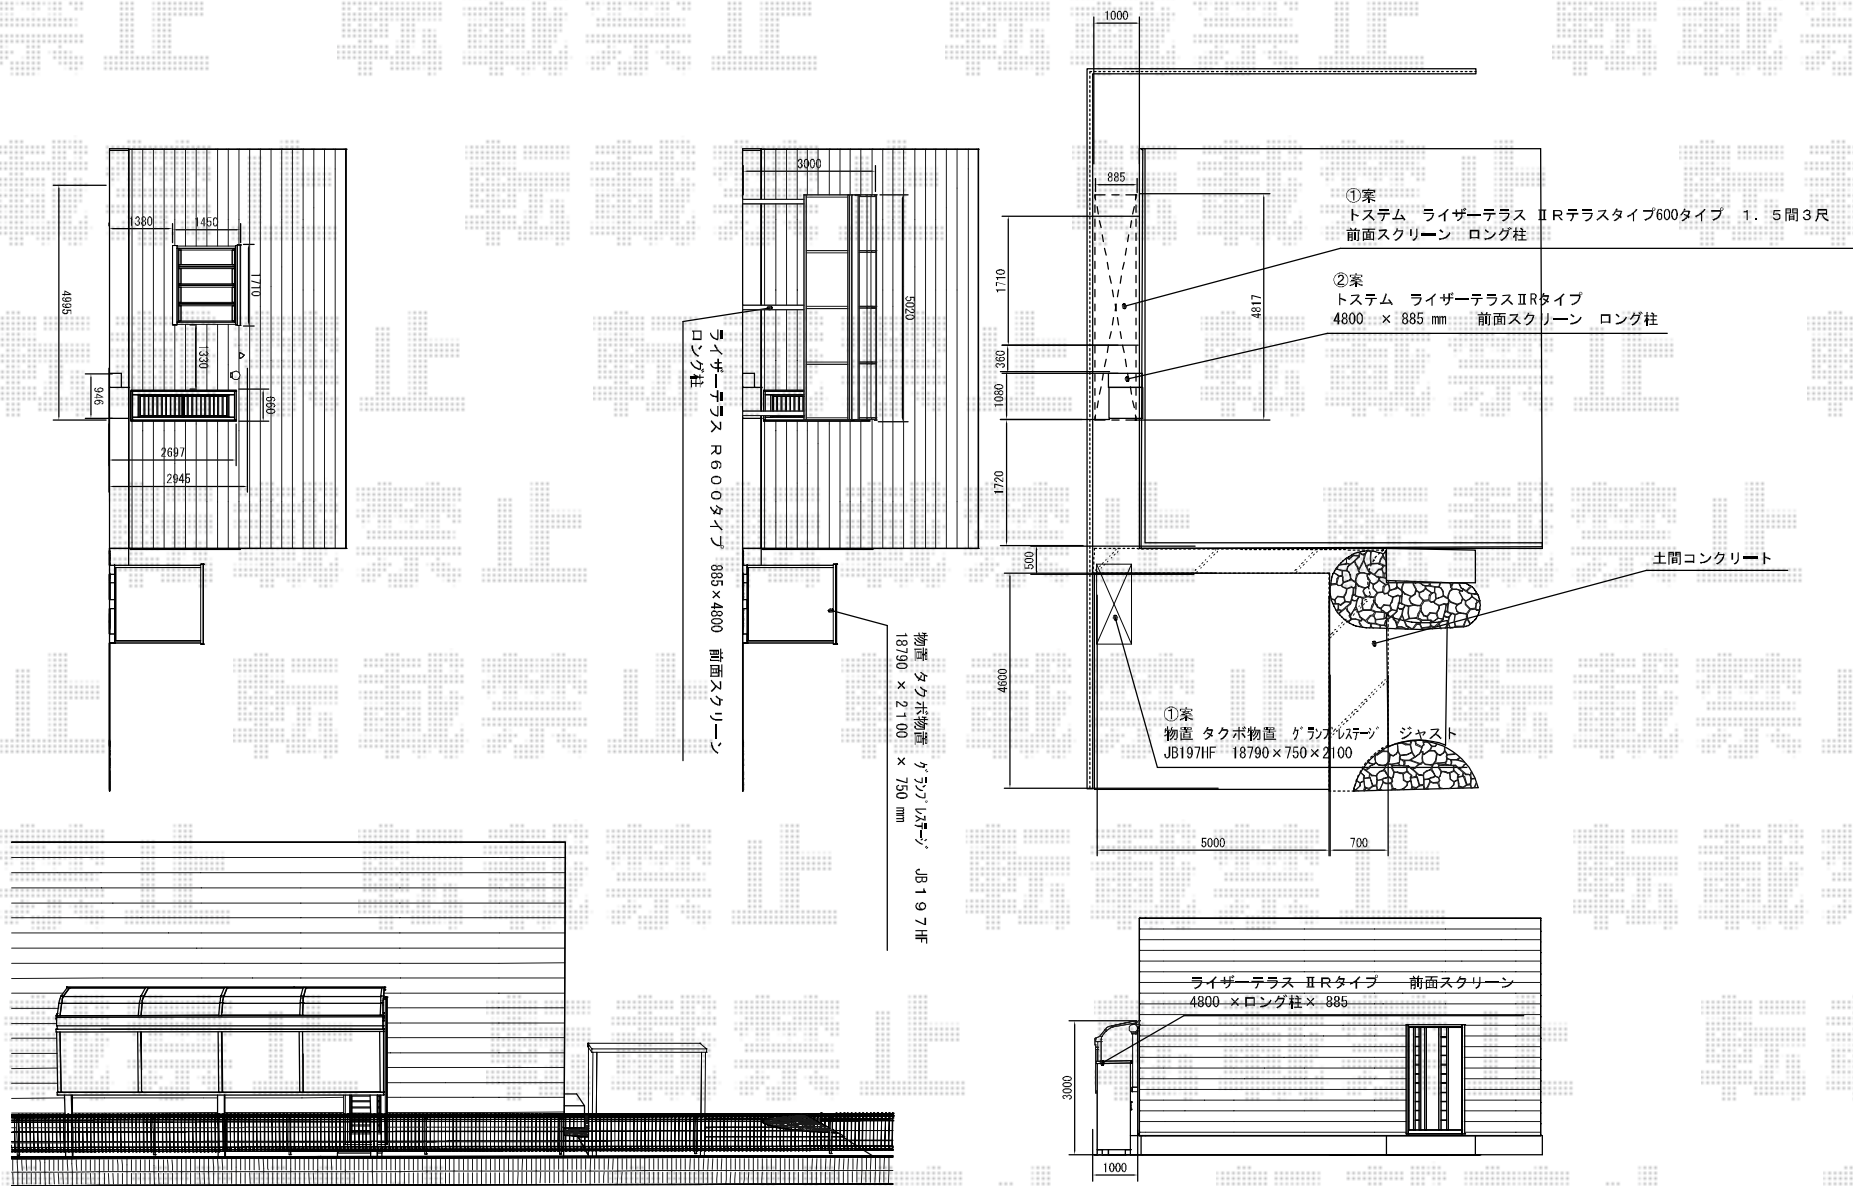 転載禁止
1000
①案
トステム ライザーテラス ⅡRテラスタイプ600タイプ 1．5間３尺
前面スクリーン ロング柱
②案
トステム ライザーテラスⅡRタイプ
4800 × 885 mm 前面スクリーン ロング柱
885
1710
360
1080
1720
500
4600
4817
土間コンクリート
①案
物置 タクボ物置 グランプレステージ ジャスト
JB197HF 18790×750×2100
5000
700
1380
1450
4995
1710
1330
946
660
2697
2945
3000
5020
ライザーテラス Ｒ６００タイプ 885×4800 前面スクリーン
ロング柱
物置 タクボ物置 グランプレステージ JB１９７HF
18790 × 2100 × 750 mm
ライザーテラス ⅡＲタイプ 前面スクリーン
4800 ×ロング柱× 885
3000
1000